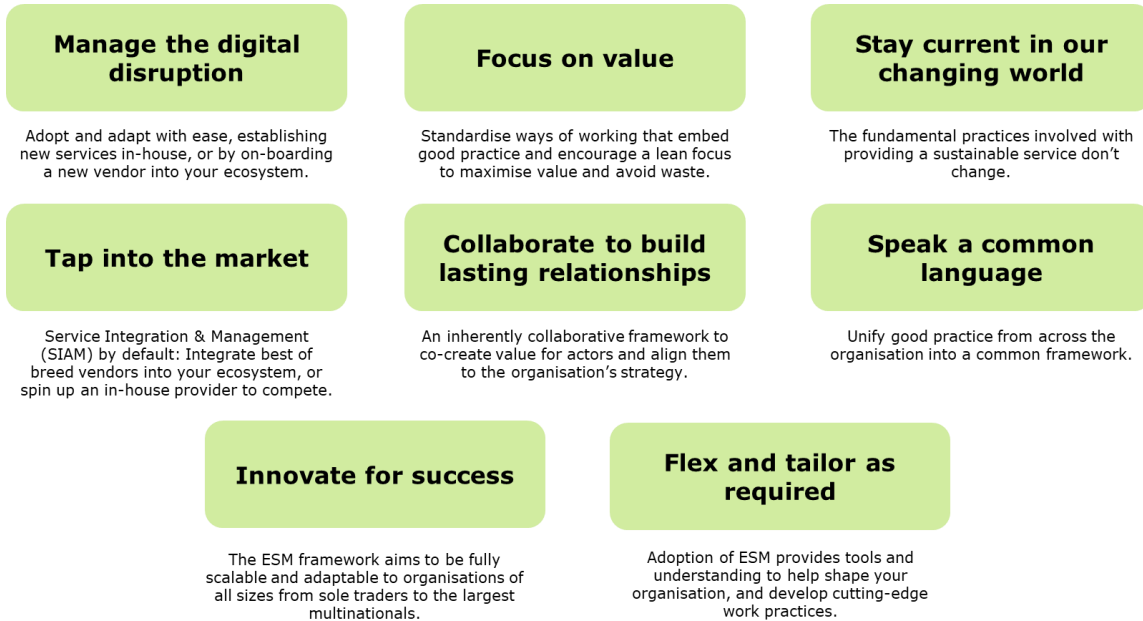 Manage the digital
disruption
Adopt and adapt with ease, establishing
new services in-house, or by on-boarding
a new vendor into your ecosystem.
Focus on value
Standardise ways of working that embed
good practice and encourage a lean focus
to maximise value and avoid waste.
Stay current in our
changing world
The fundamental practices involved with
providing a sustainable service don’t
change.
Tap into the market
Service Integration & Management
(SIAM) by default: Integrate best of
breed vendors into your ecosystem, or
spin up an in-house provider to compete.
Collaborate to build
lasting relationships
An inherently collaborative framework to
co-create value for actors and align them
to the organisation’s strategy.
Speak a common
language
Unify good practice from across the
organisation into a common framework.
Innovate for success
The ESM framework aims to be fully
scalable and adaptable to organisations of
all sizes from sole traders to the largest
multinationals.
Flex and tailor as
required
Adoption of ESM provides tools and
understanding to help shape your
organisation, and develop cutting-edge
work practices.